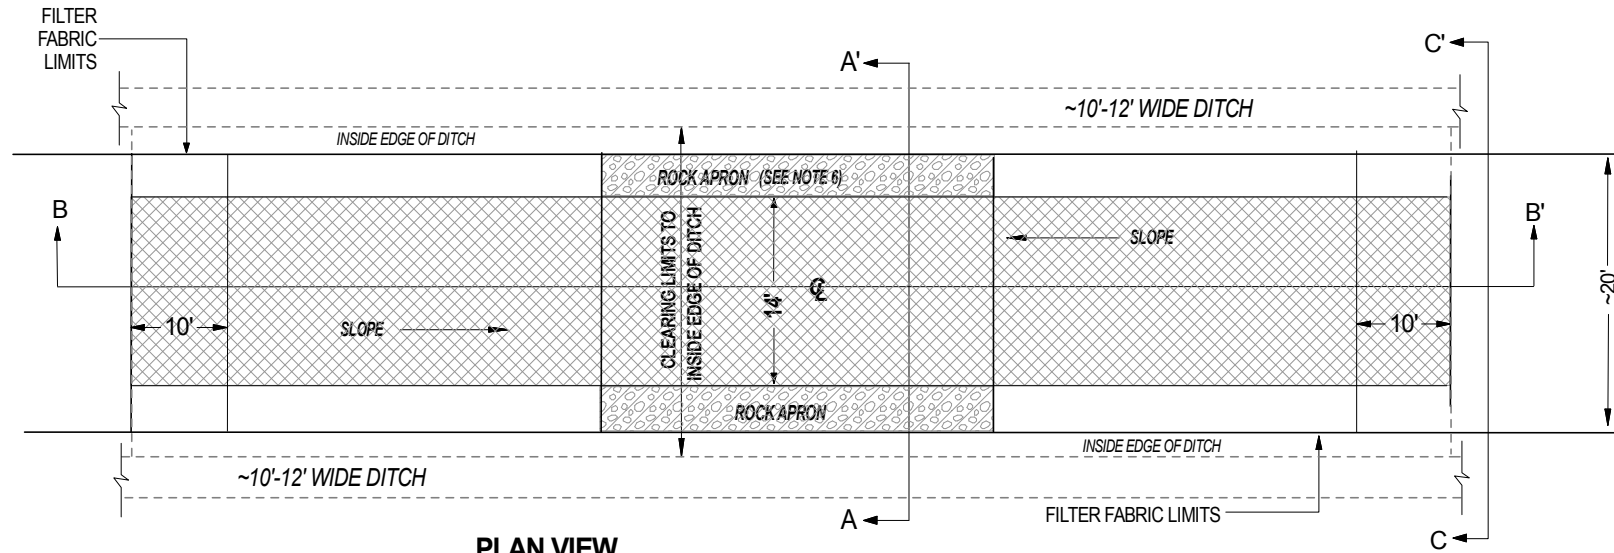 FILTER
FABRIC
LIMITS
A'
C'
~10'-12' WIDE DITCH
INSIDE EDGE OF DITCH
ROCK APRON (SEE NOTE 6)
B
B'
SLOPE
CLEARING LIMITS TO
INSIDE EDGE OF DITCH
14'
℄
~20'
10'
SLOPE
10'
ROCK APRON
INSIDE EDGE OF DITCH
~10'-12' WIDE DITCH
A
FILTER FABRIC LIMITS
C
PLAN VIEW